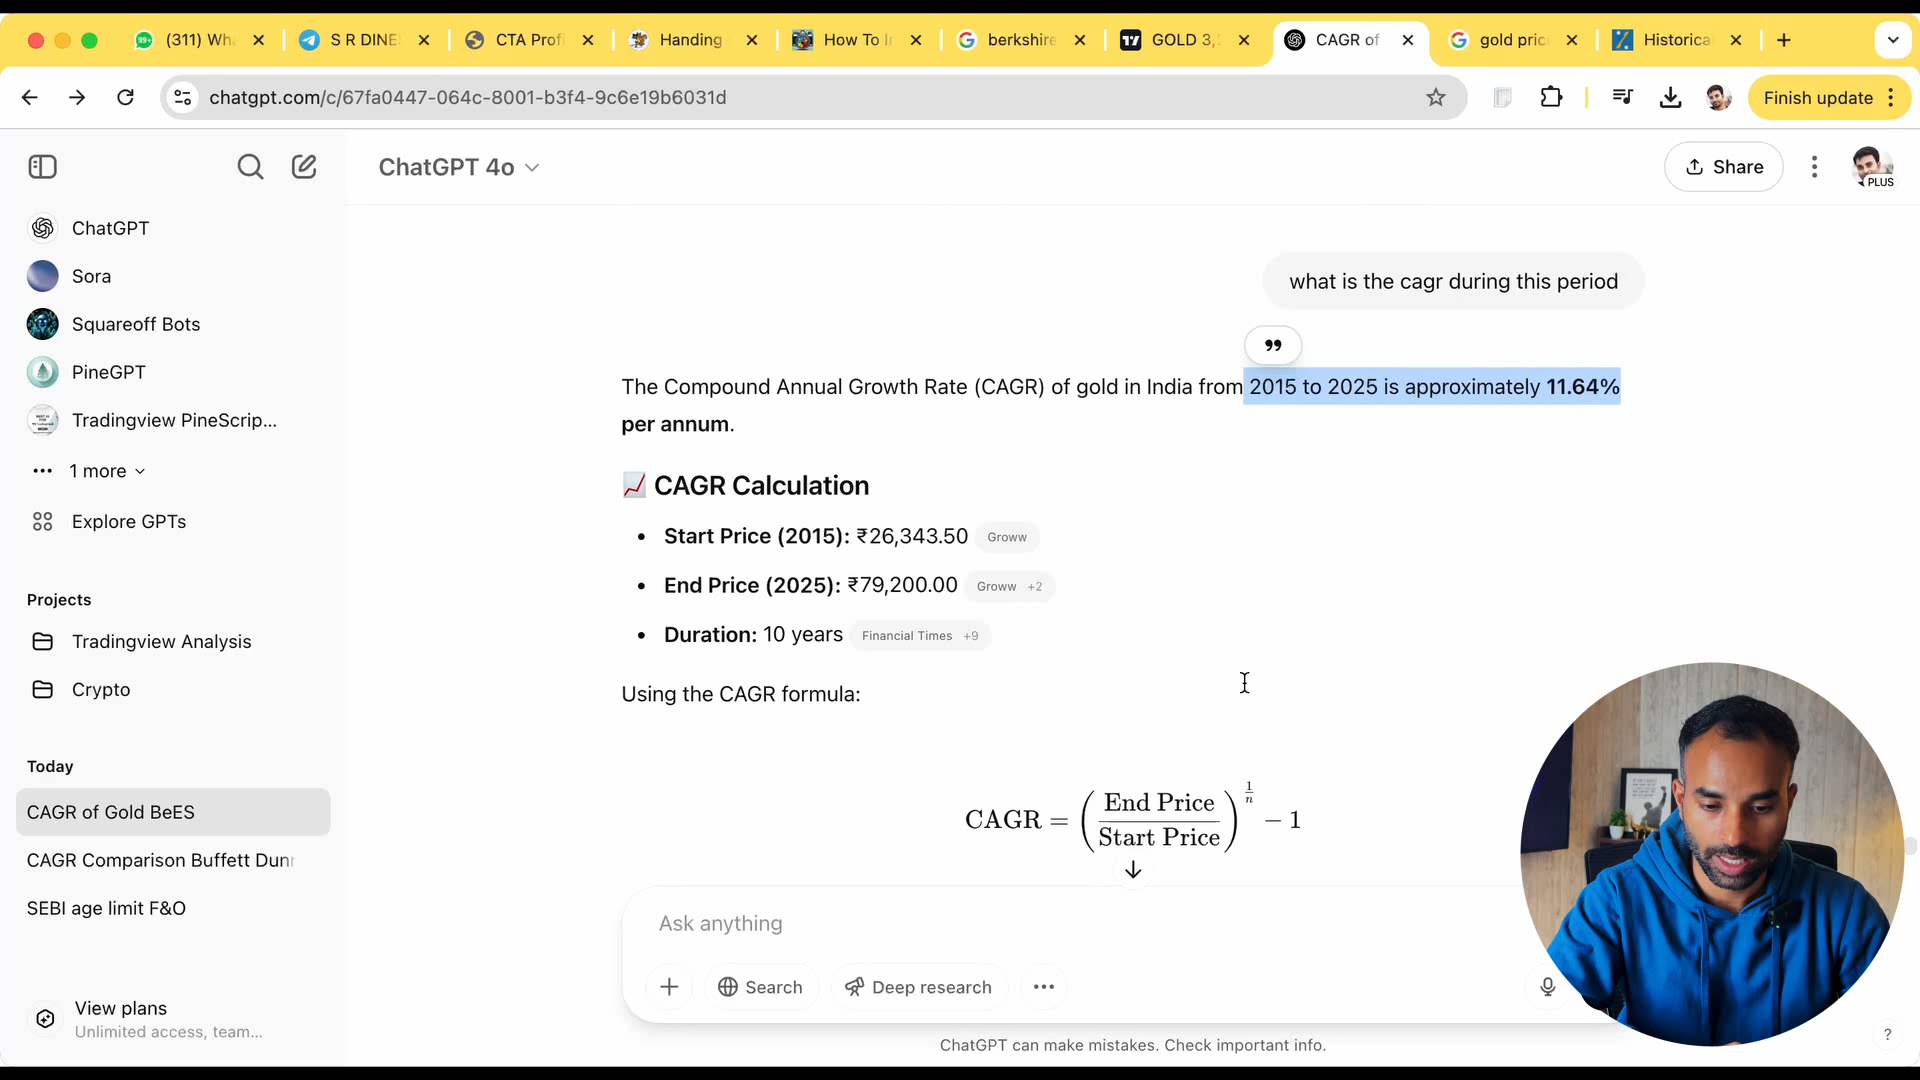 (311) Wh
S R DINE
CTA Prof
Handing
How To I
berkshire
GOLD 3,
CAGR of
gold pric
Historica
chatgpt.com/c/67fa0447-064c-8001-b3f4-9c6e19b6031d
Finish update
ChatGPT 4o
Share
PLUS
ChatGPT
Sora
Squareoff Bots
PineGPT
Tradingview PineScrip...
1 more
Explore GPTs
Projects
Tradingview Analysis
Crypto
Today
CAGR of Gold BeES
CAGR Comparison Buffett Dun
SEBI age limit F&O
View plans
Unlimited access, team...
what is the cagr during this period
The Compound Annual Growth Rate (CAGR) of gold in India from 2015 to 2025 is approximately 11.64%
per annum.
📈 CAGR Calculation
• Start Price (2015): ₹26,343.50 Groww
• End Price (2025): ₹79,200.00 Groww +2
• Duration: 10 years Financial Times +9
Using the CAGR formula:
CAGR = (End Price / Start Price)^(1/n) − 1
Ask anything
Search
Deep research
ChatGPT can make mistakes. Check important info.
?